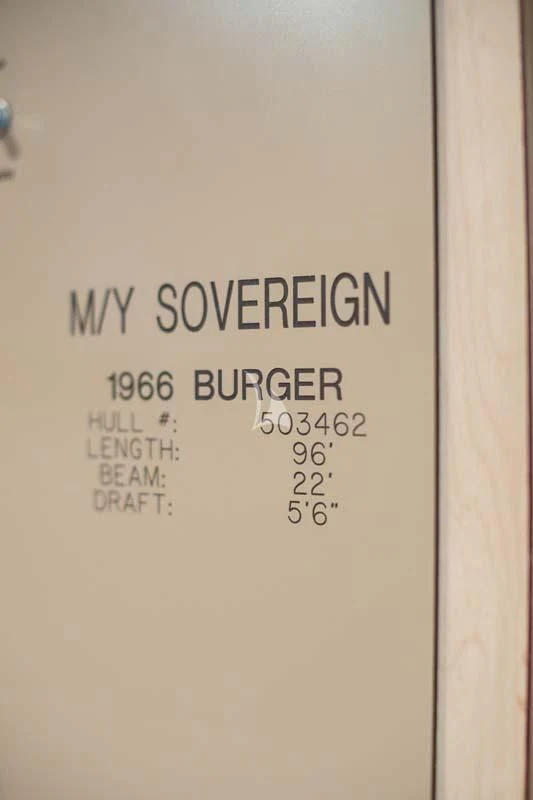 M/Y SOVEREIGN
1966 BURGER
HULL #: 503462
LENGTH: 96'
BEAM: 22'
DRAFT: 5'6"